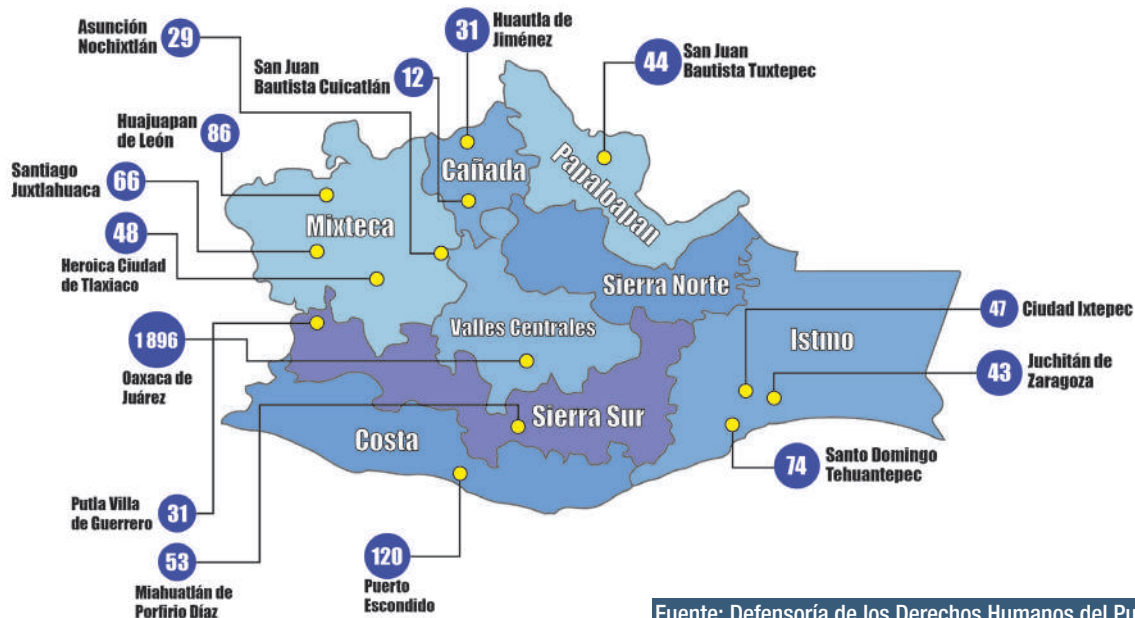 Asunción
Nochixtlán
29
San Juan
Bautista Cuicatlán
12
31
Huautla de
Jiménez
44
San Juan
Bautista Tuxtepec
Huajuapan
de León
86
Santiago
Juxtlahuaca
66
48
Heroica Ciudad
de Tlaxiaco
1 896
Oaxaca de
Juárez
Cañada
Papaloapan
Mixteca
Sierra Norte
Valles Centrales
Istmo
Sierra Sur
Costa
47
Ciudad Ixtepec
43
Juchitán de
Zaragoza
74
Santo Domingo
Tehuantepec
Putla Villa
de Guerrero
31
53
Miahuatlán de
Porfirio Díaz
120
Puerto
Escondido
Fuente: Defensoría de los Derechos Humanos del